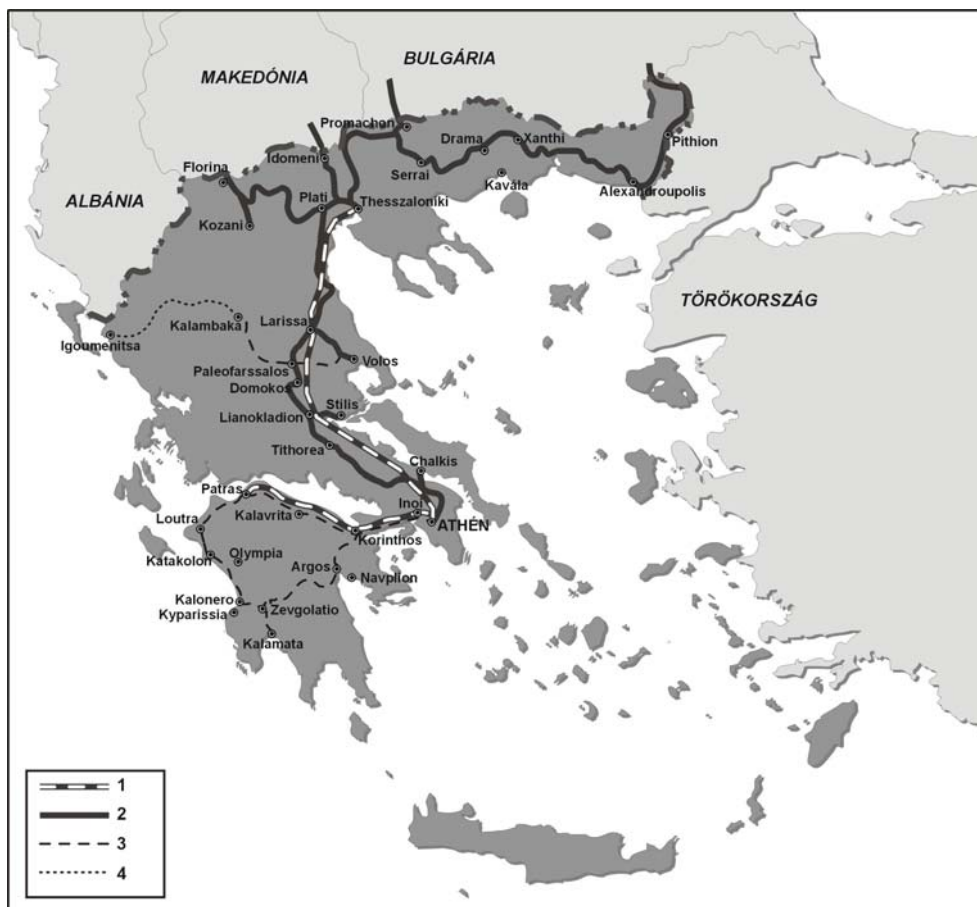 BULGÁRIA
MAKEDÓNIA
ALBÁNIA
TÖRÖKORSZÁG
Promachon
Drama
Xanthi
Pithion
Idomeni
Serrai
Florina
Kavála
Alexandroupolis
Plati
Thesszaloníki
Kozani
Larissa
Kalambaka
Igoumenitsa
Volos
Paleofarssalos
Domokos
Stilis
Lianokladion
Tithorea
Chalkis
Patras
Inoi
Kalavrita
ATHÉN
Loutra
Korinthos
Katakolon
Olympia
Argos
Navplion
Kalonero
Zevgolatio
Kyparissia
Kalamata
1
2
3
4